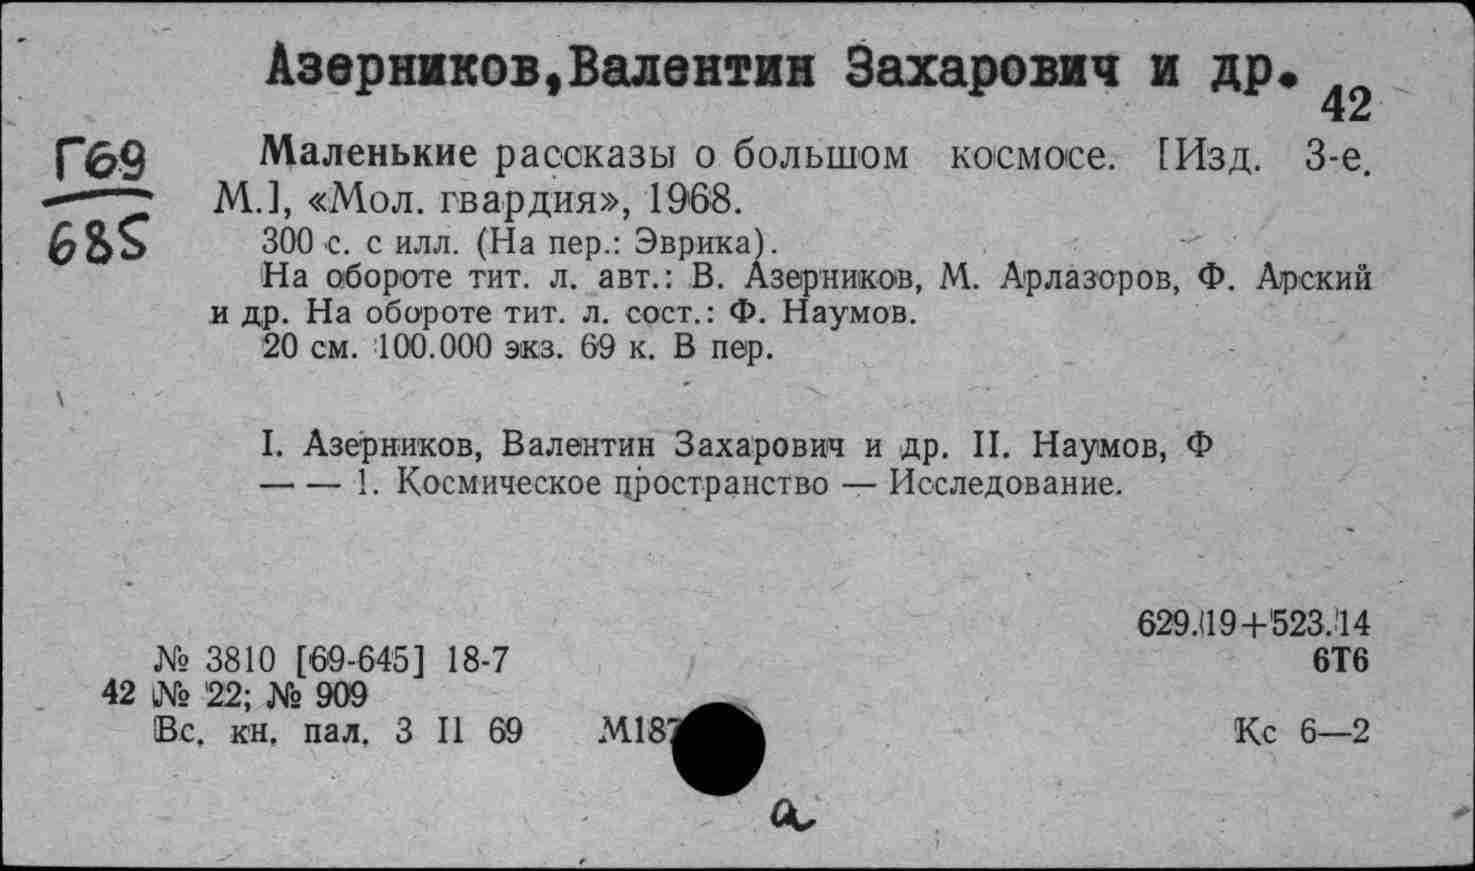 Азерников, Валентин Захарович и др.
42
Г69
685
Маленькие рассказы о большом космосе. [Изд. 3-е.
М.], «Мол. гвардия», 1968.
300 с. с илл. (На пер.: Эврика).
На обороте тит. л. авт.: В. Азерников, М. Арлазоров, Ф. Арский
и др. На обороте тит. л. сост.: Ф. Наумов.
20 см. 100.000 экз. 69 к. В пер.
I. Азерников, Валентин Захарович и др. II. Наумов, Ф
— — 1. Космическое пространство — Исследование.
629.19+523.14
№ 3810 [69-645] 18-7
6Т6
42 № 22; № 909
Вс. кн. пал. 3 II 69 М187
Кс 6—2
а